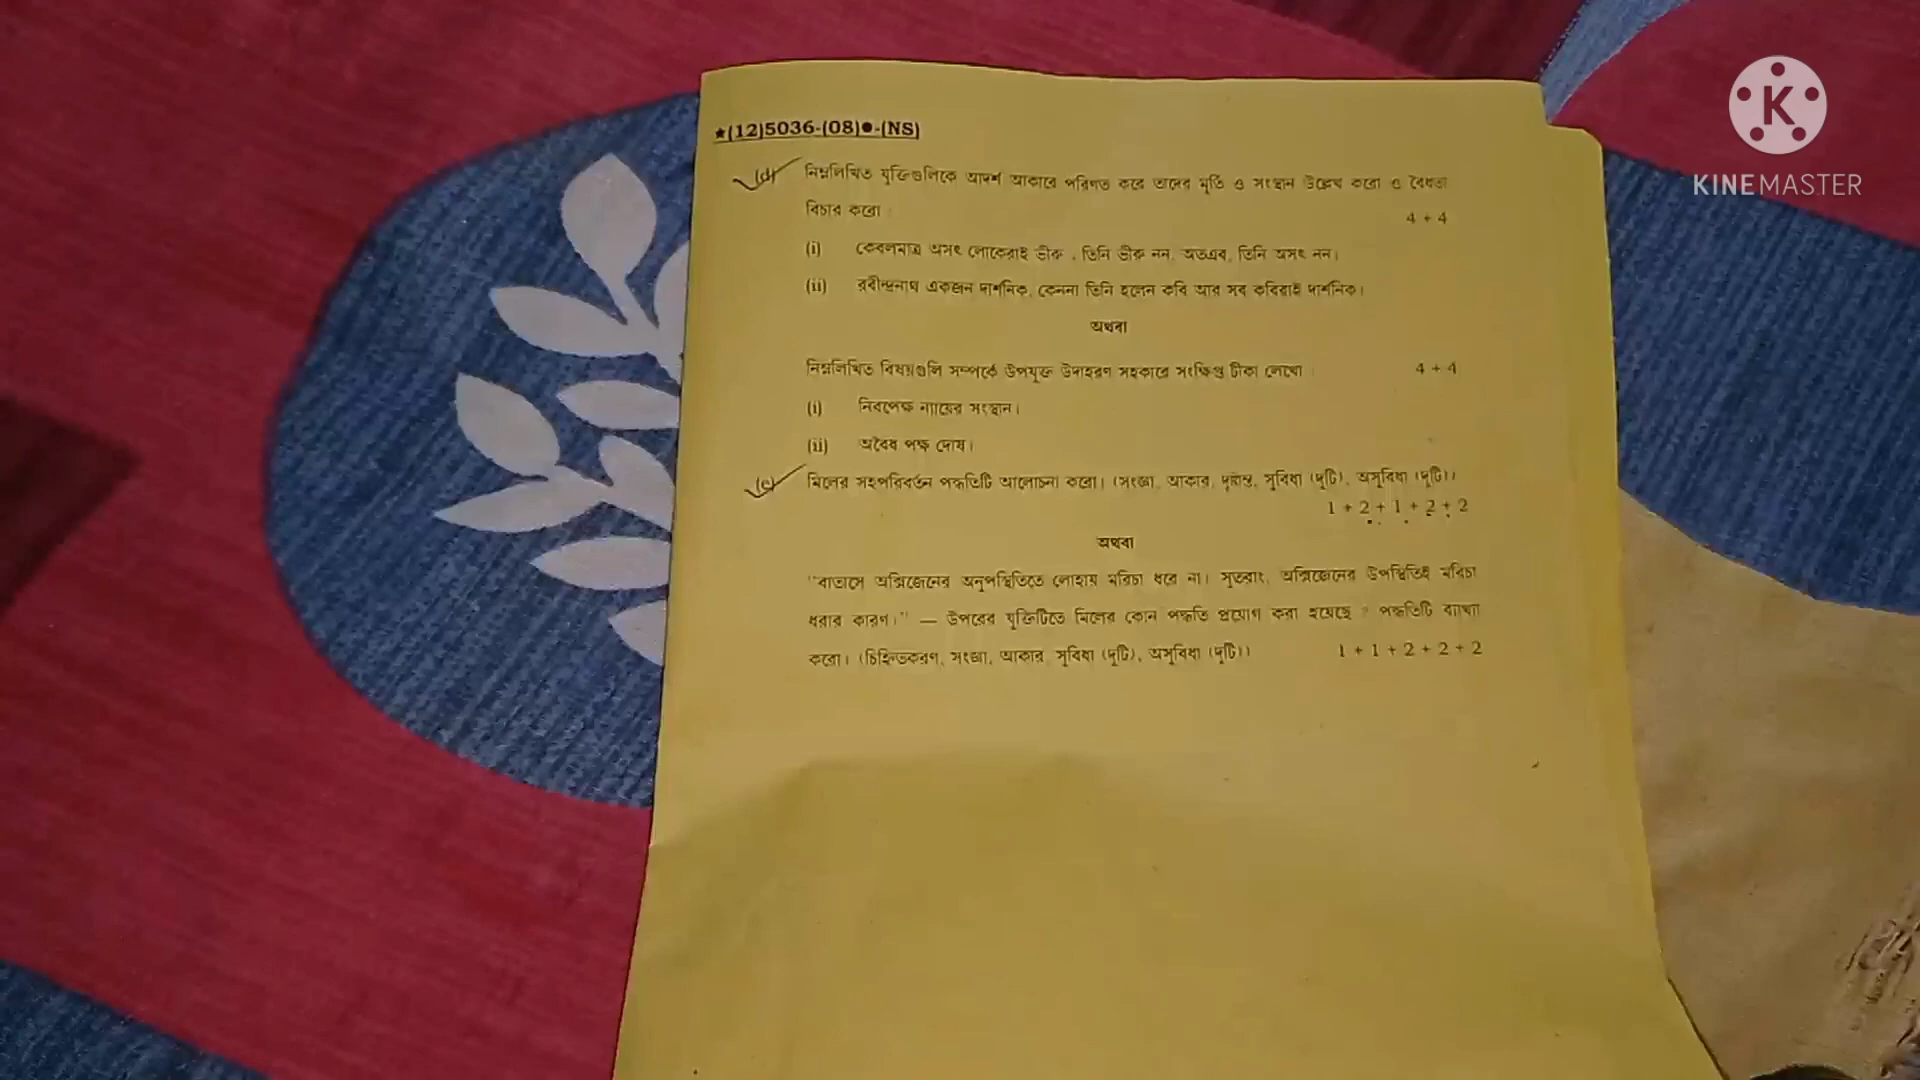 K
KINEMASTER
★(12)5036-(08)●-(NS)
(d) নিম্নলিখিত যুক্তিগুলিকে আদর্শ আকারে পরিণত করে তাদের মূর্তি ও সংস্থান উল্লেখ করো ও বৈধতা
বিচার করো : 4 + 4
(i) কেবলমাত্র অসৎ লোকেরাই ভীরু, তিনি ভীরু নন, অতএব, তিনি অসৎ নন।
(ii) রবীন্দ্রনাথ একজন দার্শনিক, কেননা তিনি হলেন কবি আর সব কবিরাই দার্শনিক।
অথবা
নিম্নলিখিত বিষয়গুলি সম্পর্কে উপযুক্ত উদাহরণ সহকারে সংক্ষিপ্ত টীকা লেখো : 4 + 4
(i) নিরপেক্ষ ন্যায়ের সংস্থান।
(ii) অবৈধ পক্ষ দোষ।
(e) মিলের সহপরিবর্তন পদ্ধতিটি আলোচনা করো। (সংজ্ঞা, আকার, দৃষ্টান্ত, সুবিধা (দুটি), অসুবিধা (দুটি))
1 + 2 + 1 + 2 + 2
অথবা
"বাতাসে অক্সিজেনের অনুপস্থিতিতে লোহায় মরিচা ধরে না। সুতরাং, অক্সিজেনের উপস্থিতিই মরিচা
ধরার কারণ।" — উপরের যুক্তিটিতে মিলের কোন পদ্ধতি প্রয়োগ করা হয়েছে ? পদ্ধতিটি ব্যাখ্যা
করো। (চিহ্নিতকরণ, সংজ্ঞা, আকার, সুবিধা (দুটি), অসুবিধা (দুটি)) 1 + 1 + 2 + 2 + 2